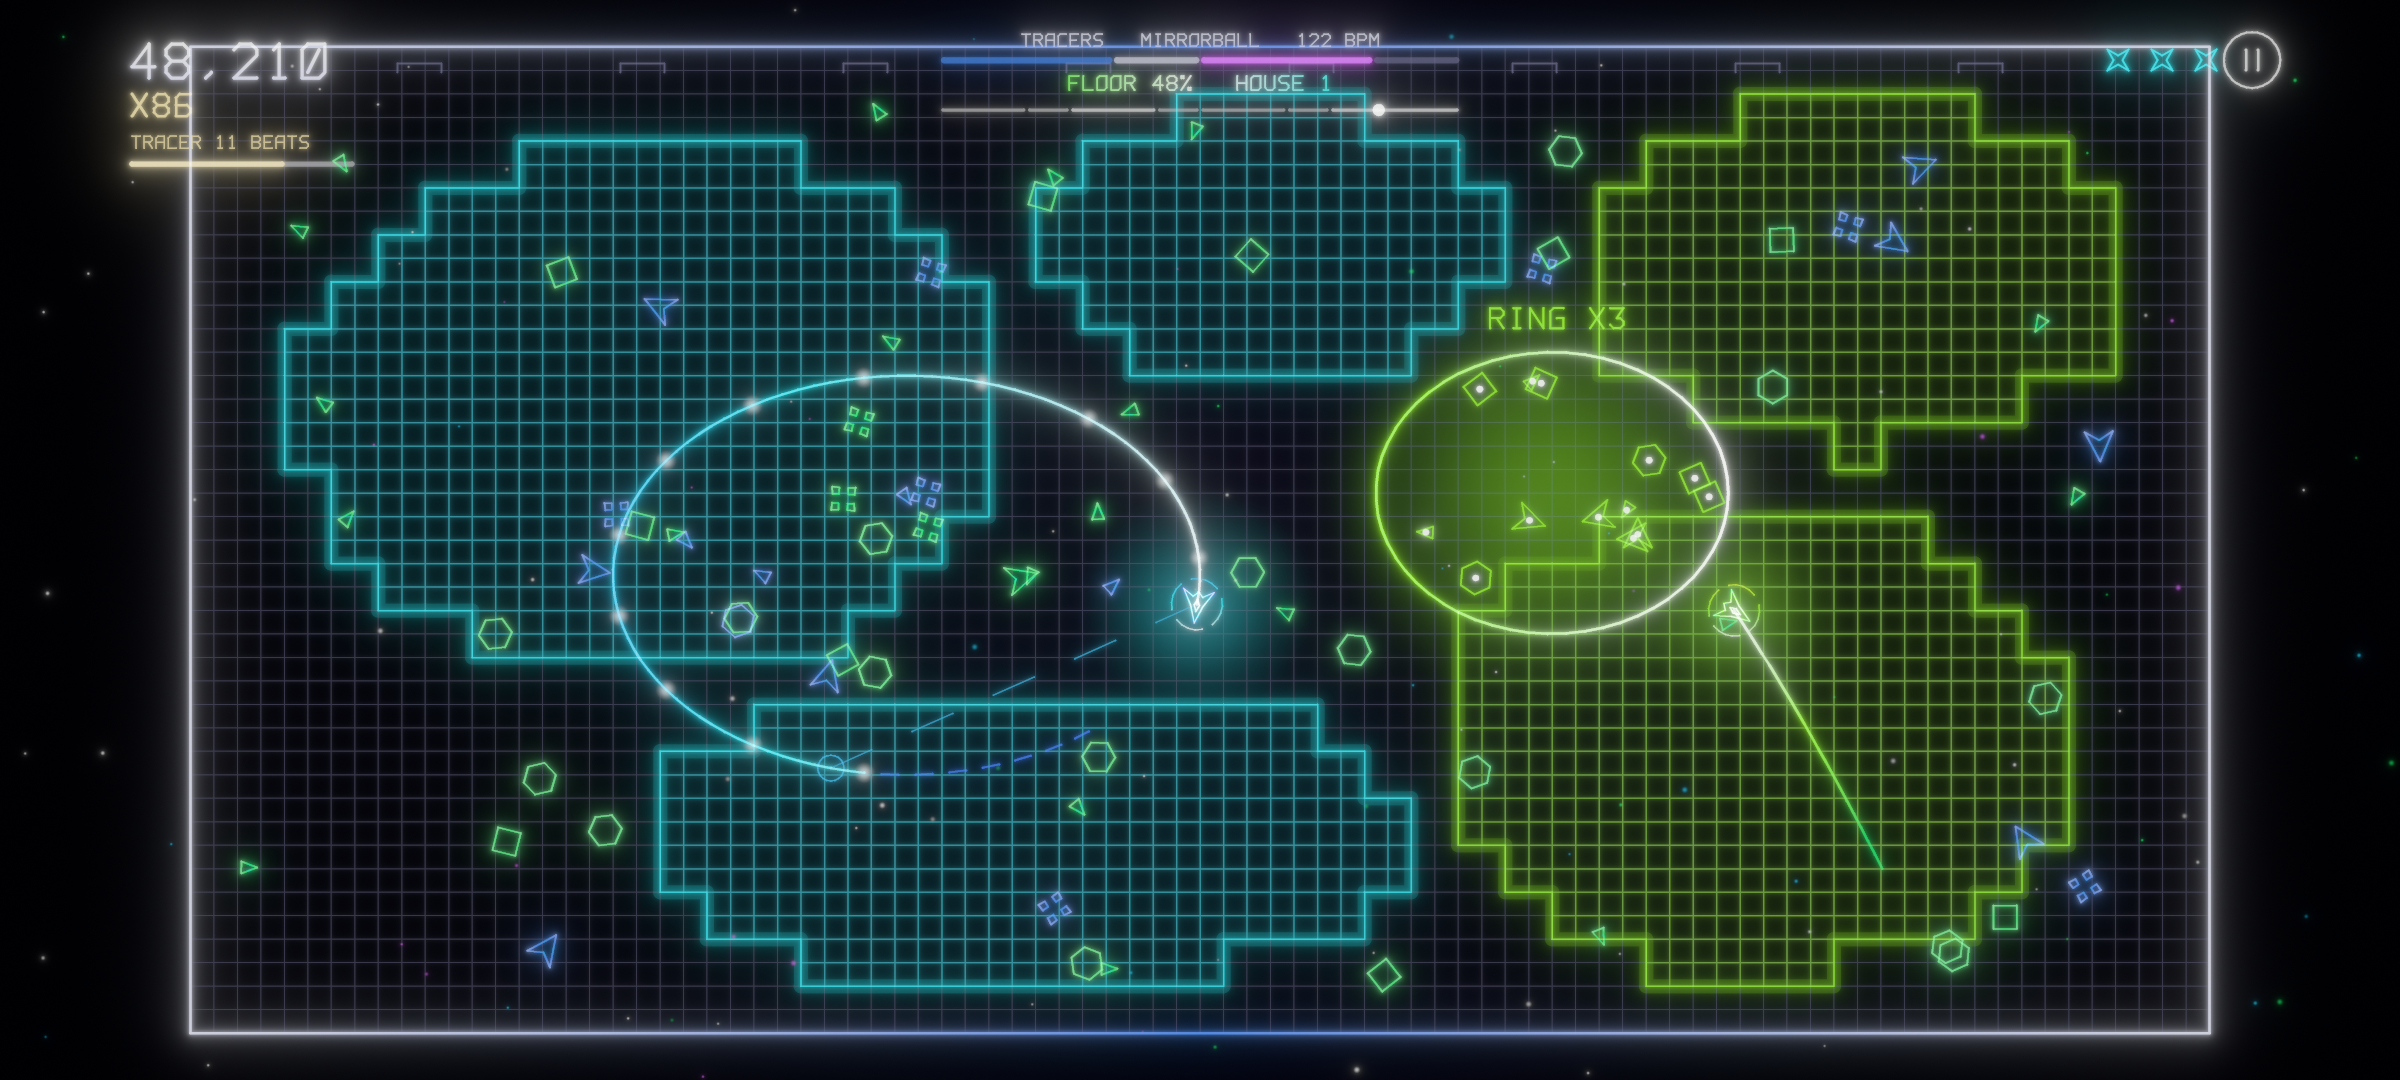 48,210
X86
TRACER 11 BEATS
TRACERS MIRRORBALL 122 BPM
FLOOR 48% HOUSE 1
RING X3